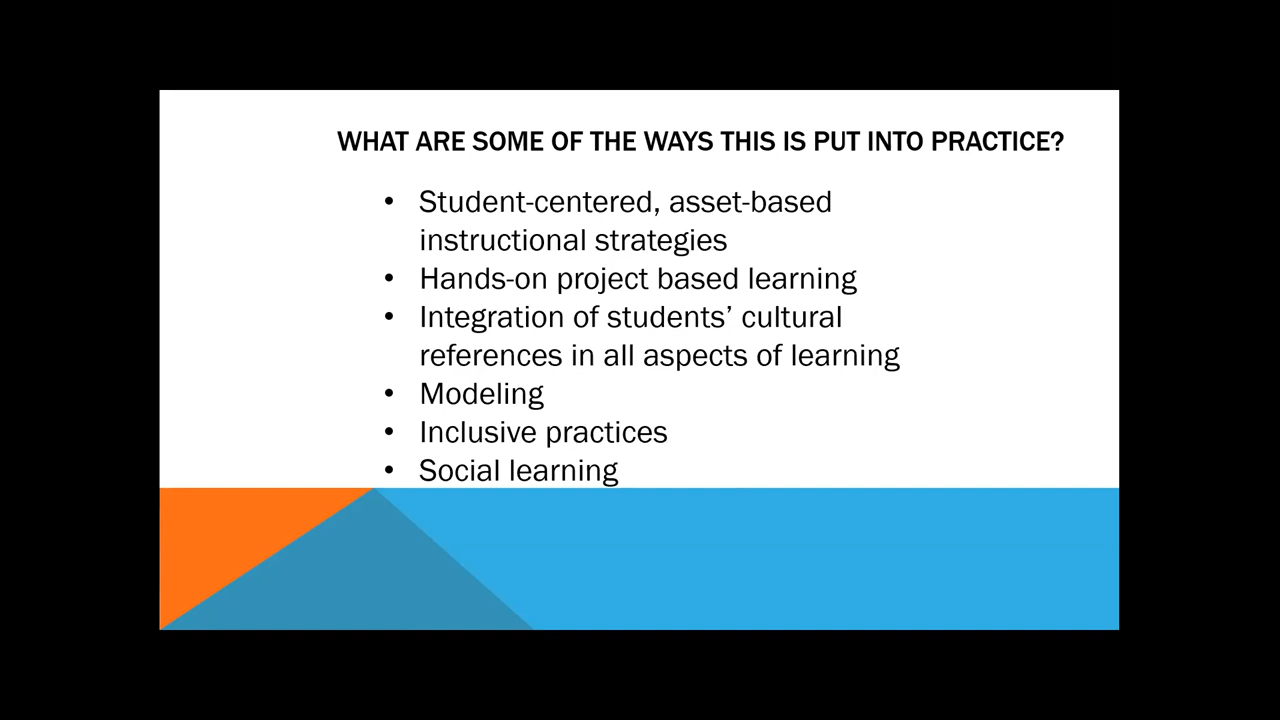 WHAT ARE SOME OF THE WAYS THIS IS PUT INTO PRACTICE?
• Student-centered, asset-based
instructional strategies
• Hands-on project based learning
• Integration of students’ cultural
references in all aspects of learning
• Modeling
• Inclusive practices
• Social learning